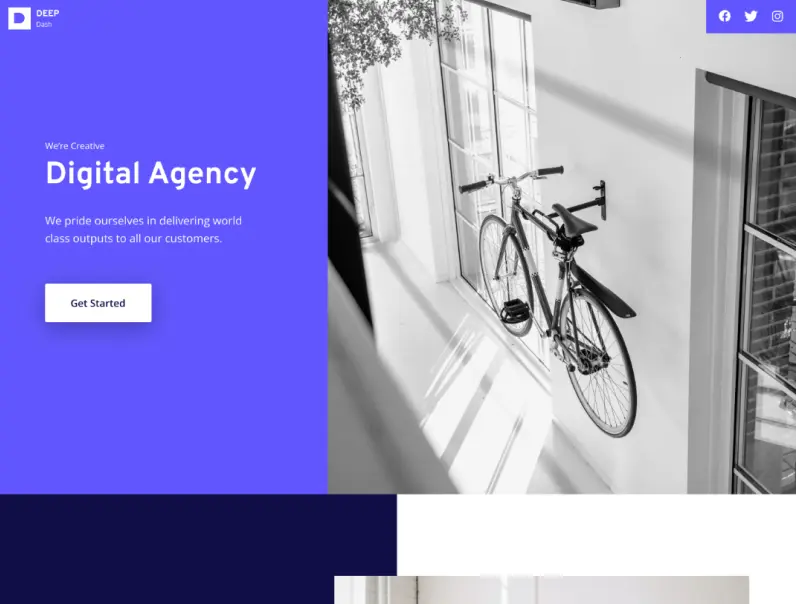 DEEP
Dash
We're Creative
Digital Agency
We pride ourselves in delivering world
class outputs to all our customers.
Get Started